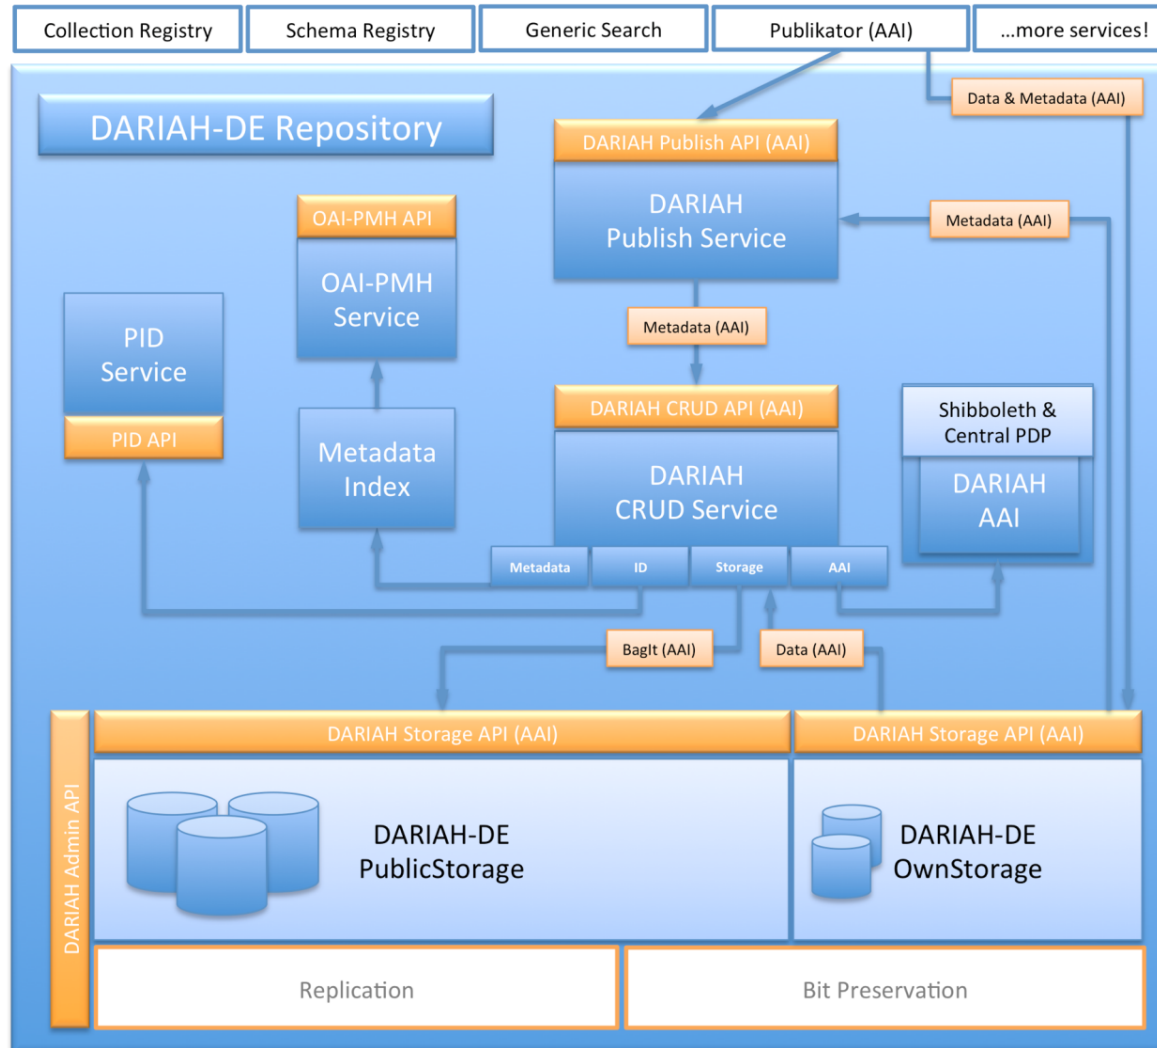 Collection Registry
Schema Registry
Generic Search
Publikator (AAI)
...more services!
Data & Metadata (AAI)
DARIAH-DE Repository
DARIAH Publish API (AAI)
DARIAH
Publish Service
Metadata (AAI)
OAI-PMH API
OAI-PMH
Service
PID
Service
PID API
Metadata (AAI)
DARIAH CRUD API (AAI)
DARIAH
CRUD Service
Metadata
Index
Shibboleth &
Central PDP
DARIAH
AAI
Metadata
ID
Storage
AAI
BagIt (AAI)
Data (AAI)
DARIAH Admin API
DARIAH Storage API (AAI)
DARIAH Storage API (AAI)
DARIAH-DE
PublicStorage
DARIAH-DE
OwnStorage
Replication
Bit Preservation